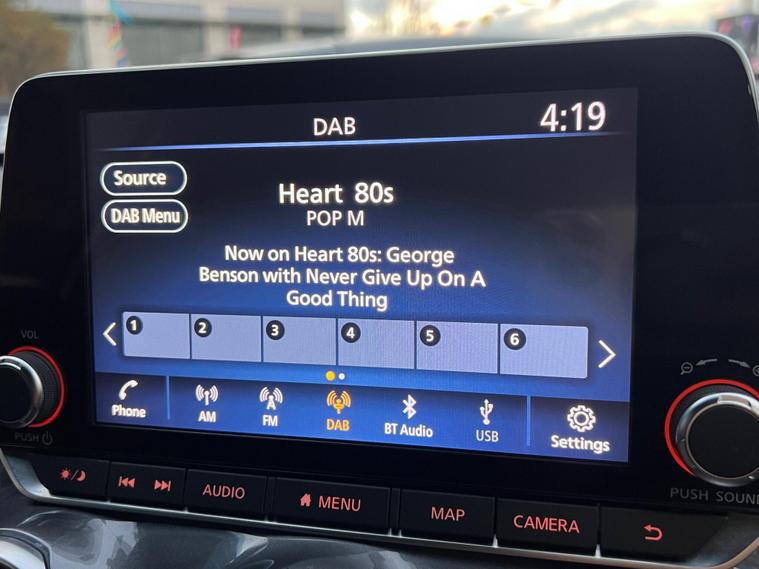 DAB
4:19
Source
Heart 80s
DAB Menu
POP M
Now on Heart 80s: George
Benson with Never Give Up On A
Good Thing
1 2 3 4 5 6
Phone
AM
FM
DAB
BT Audio
USB
Settings
VOL
PUSH
PUSH SOUN
AUDIO
MENU
MAP
CAMERA